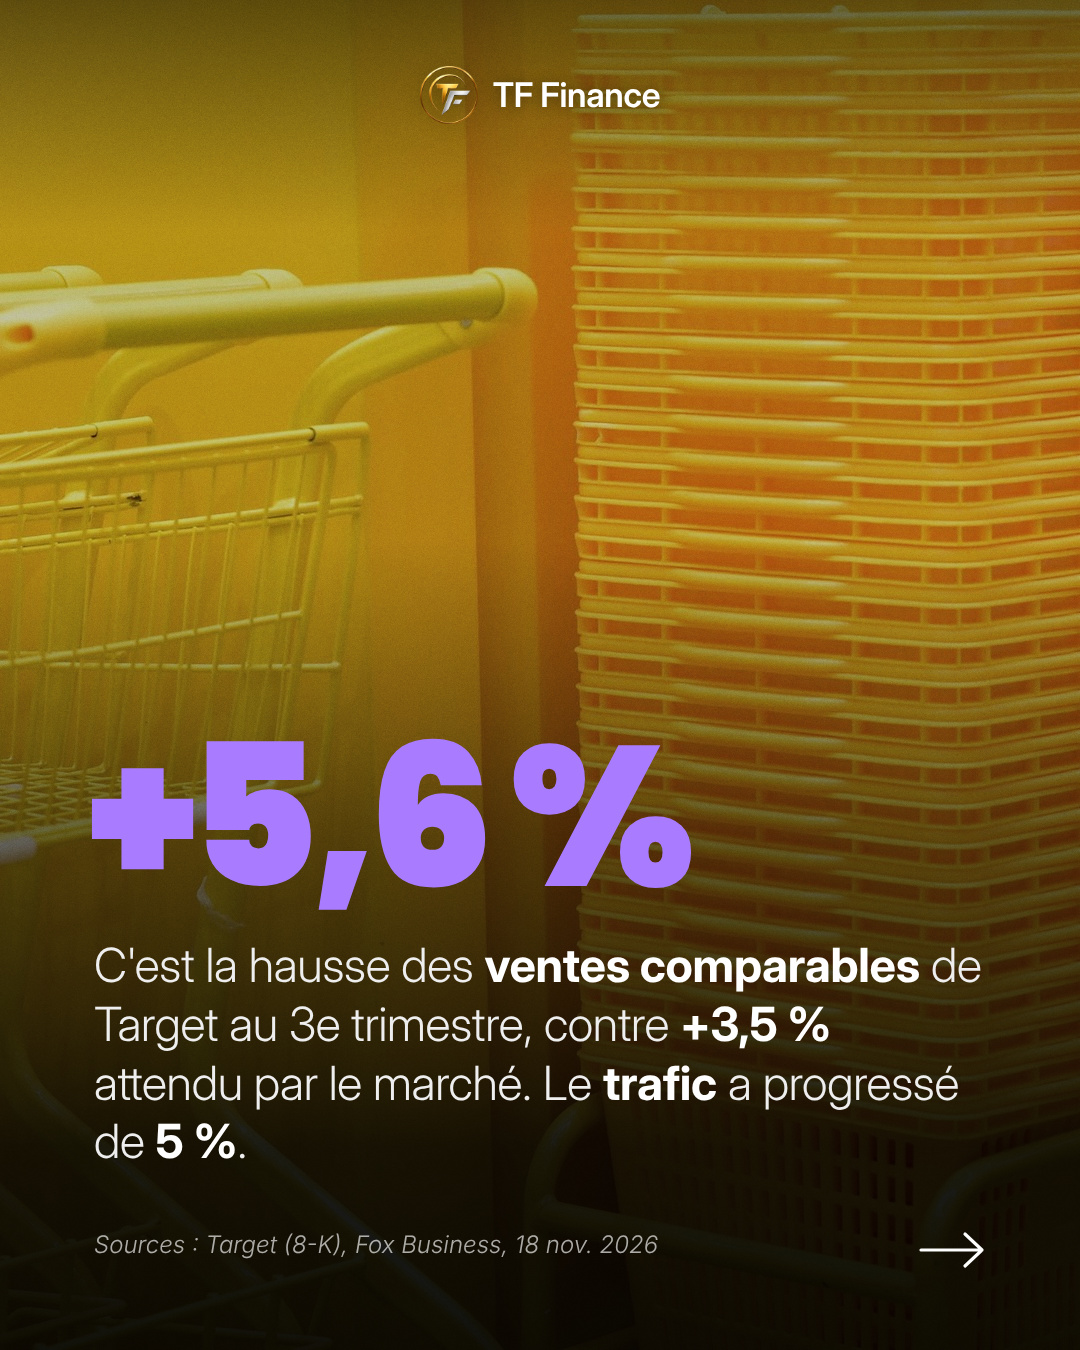 TF Finance
+5,6 %
C'est la hausse des ventes comparables de
Target au 3e trimestre, contre +3,5 %
attendu par le marché. Le trafic a progressé
de 5 %.
Sources : Target (8-K), Fox Business, 18 nov. 2026